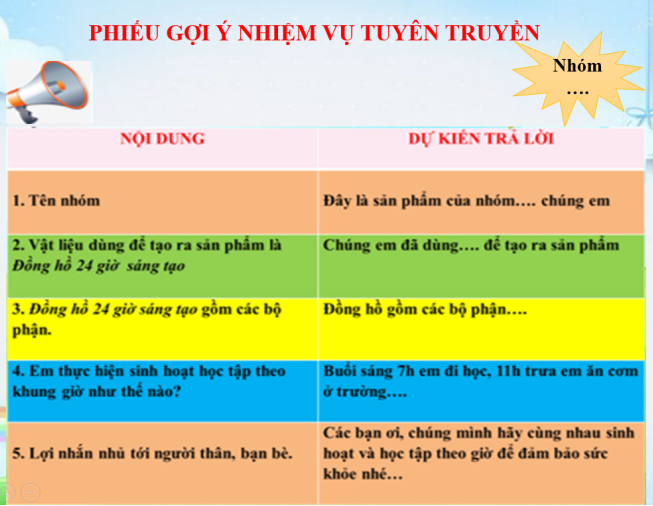 PHIẾU GỢI Ý NHIỆM VỤ TUYÊN TRUYỀN
Nhóm
....
NỘI DUNG
DỰ KIẾN TRẢ LỜI
1. Tên nhóm
Đây là sản phẩm của nhóm.... chúng em
2. Vật liệu dùng để tạo ra sản phẩm là
Đồng hồ 24 giờ sáng tạo
Chúng em đã dùng.... để tạo ra sản phẩm
3. Đồng hồ 24 giờ sáng tạo gồm các bộ
phận.
Đồng hồ gồm các bộ phận....
4. Em thực hiện sinh hoạt học tập theo
khung giờ như thế nào?
Buổi sáng 7h em đi học, 11h trưa em ăn cơm
ở trường....
5. Lợi nhắn nhủ tới người thân, bạn bè.
Các bạn ơi, chúng mình hãy cùng nhau sinh
hoạt và học tập theo giờ để đảm bảo sức
khỏe nhé...